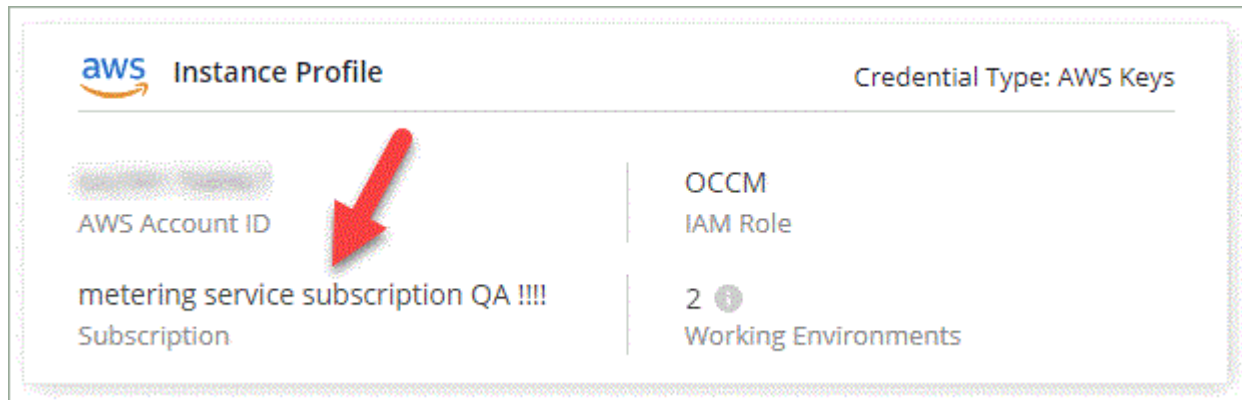 aws Instance Profile
Credential Type: AWS Keys
AWS Account ID
OCCM
IAM Role
metering service subscription QA !!!!
Subscription
2
Working Environments